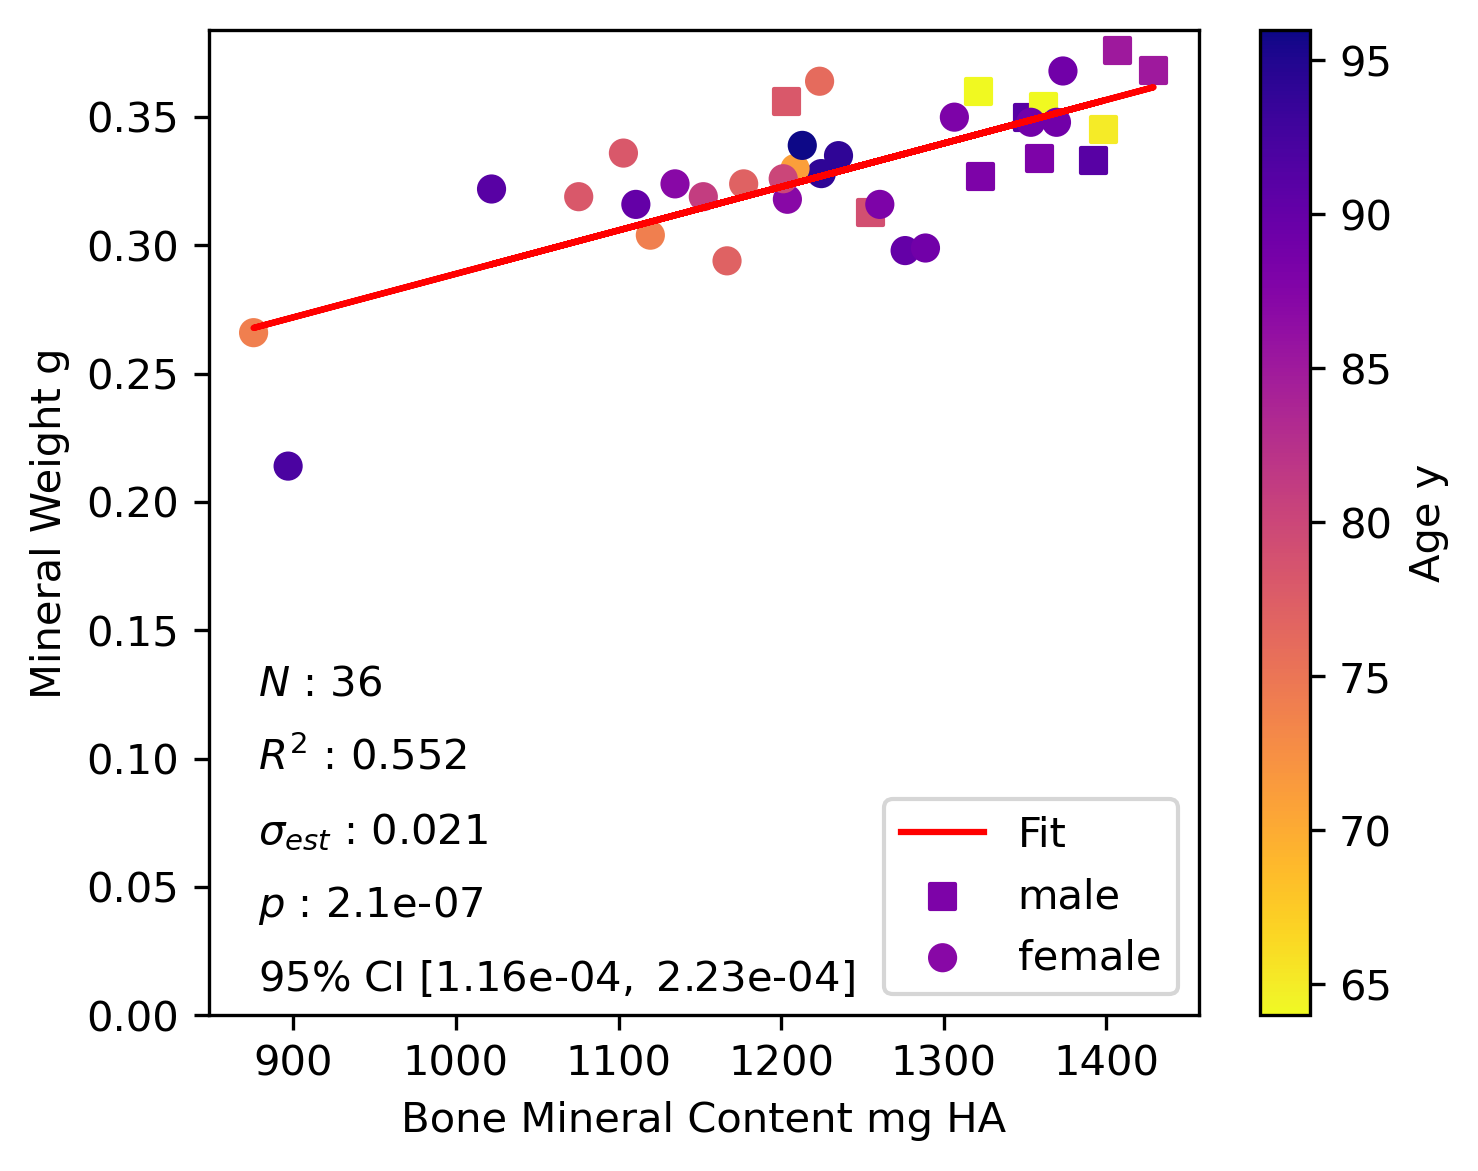 0.35
0.30
0.25
0.20
0.15
0.10
0.05
0.00
Mineral Weight g
N : 36
R² : 0.552
σ_est : 0.021
p : 2.1e-07
95% CI [1.16e-04, 2.23e-04]
Fit
male
female
900 1000 1100 1200 1300 1400
Bone Mineral Content mg HA
95
90
85
80
75
70
65
Age y